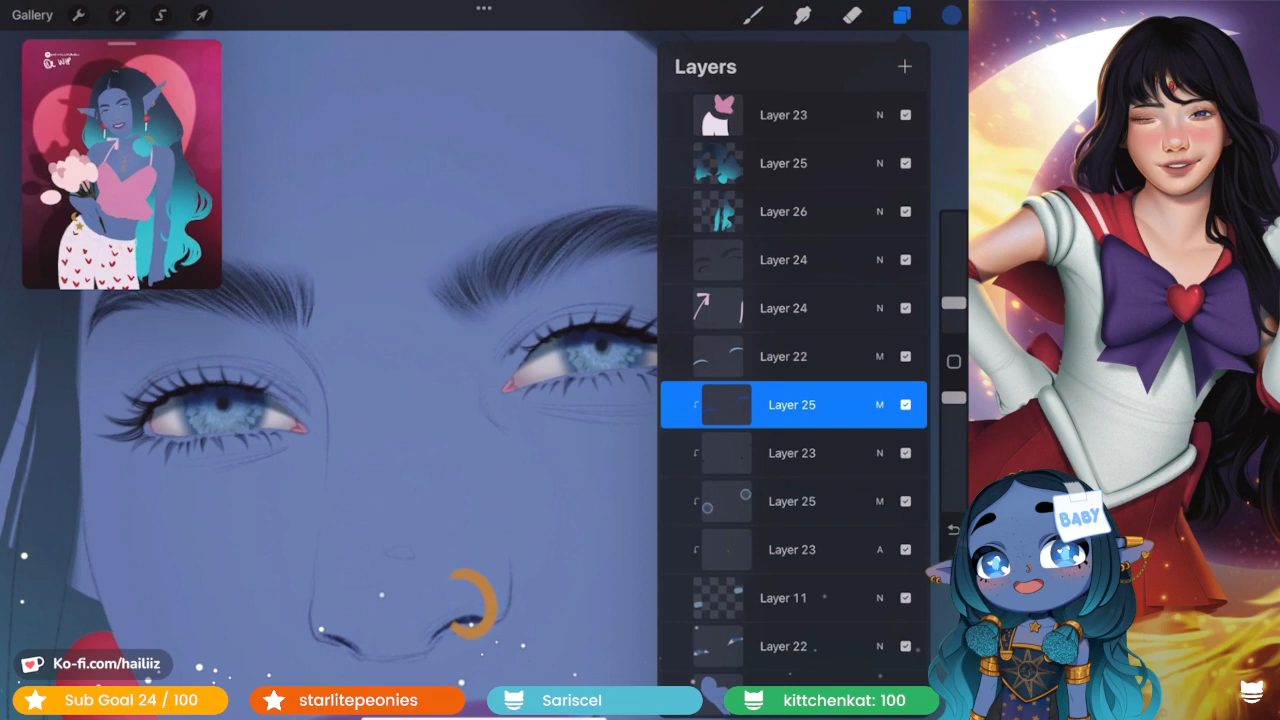 Gallery
Layers
Layer 23 N
Layer 25 N
Layer 26 N
Layer 24 N
Layer 24 N
Layer 22 M
Layer 25 M
Layer 23 N
Layer 25 M
Layer 23 A
Layer 11 N
Layer 22 N
WIP
BABY
Ko-fi.com/hailiiz
Sub Goal 24 / 100
starlitepeonies
Sariscel
kittchenkat: 100